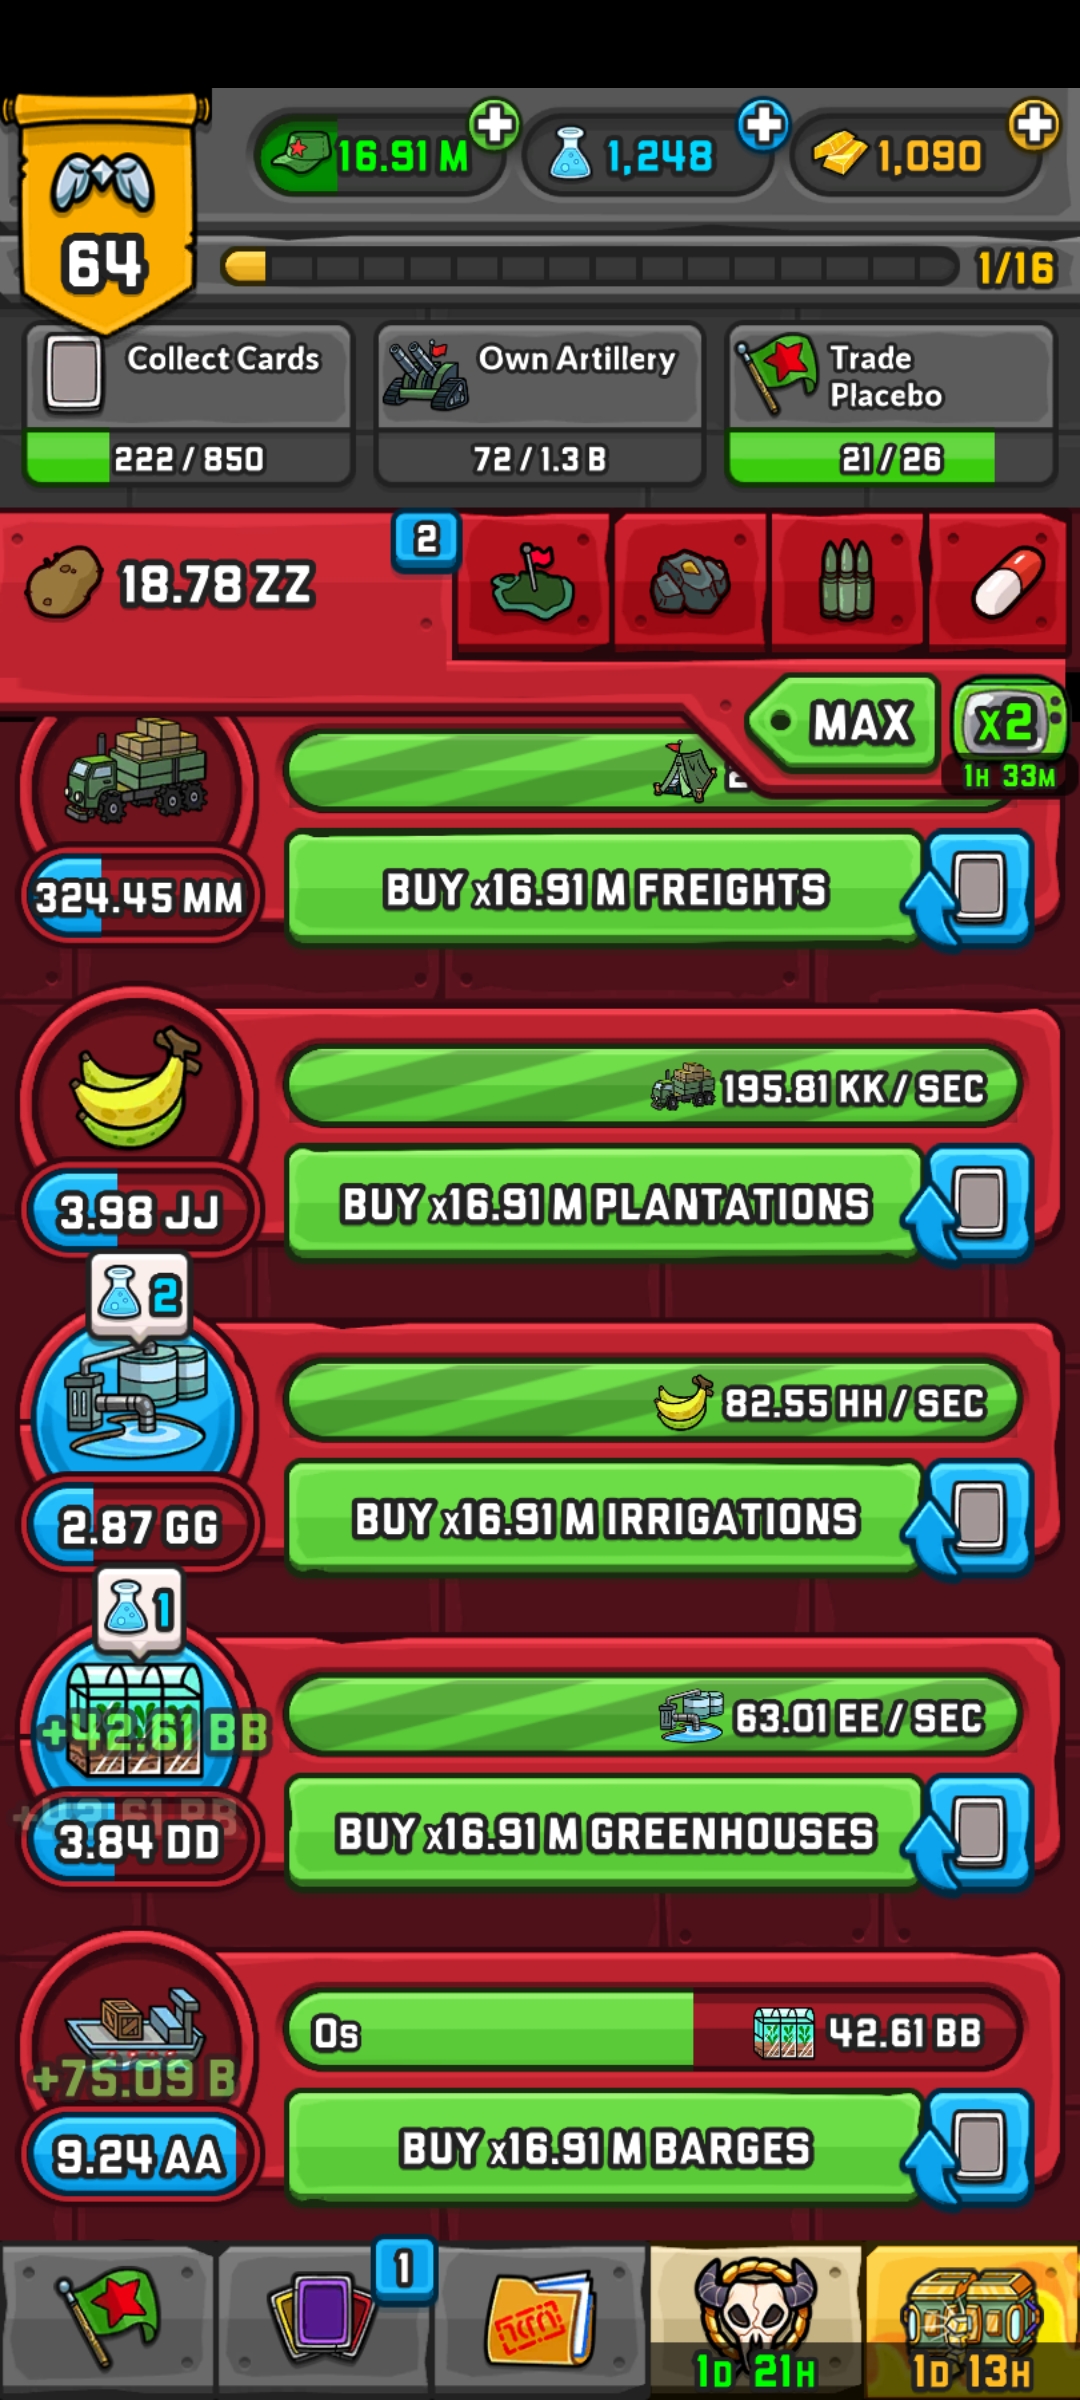 64
16.91 M
1,248
1,090
1/16
Collect Cards
222 / 850
Own Artillery
72 / 1.3 B
Trade
Placebo
21 / 26
18.78 ZZ
2
MAX
x2
1H 33M
324.45 MM
BUY x16.91 M FREIGHTS
195.81 KK / SEC
3.98 JJ
BUY x16.91 M PLANTATIONS
2
82.55 HH / SEC
2.87 GG
BUY x16.91 M IRRIGATIONS
1
+42.61 BB
63.01 EE / SEC
+42.61 BB
3.84 DD
BUY x16.91 M GREENHOUSES
0s
42.61 BB
+75.09 B
9.24 AA
BUY x16.91 M BARGES
1
1D 21H
1D 13H